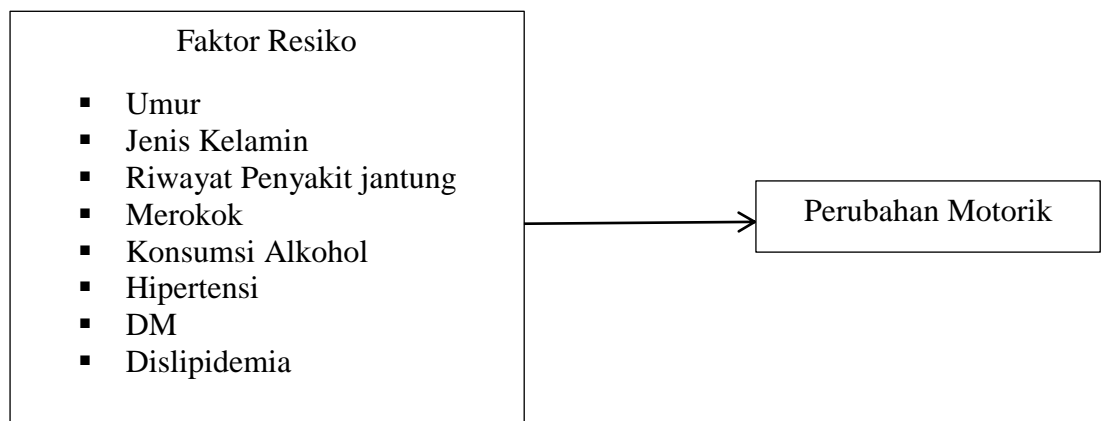 Faktor Resiko
▪ Umur
▪ Jenis Kelamin
▪ Riwayat Penyakit jantung
▪ Merokok
▪ Konsumsi Alkohol
▪ Hipertensi
▪ DM
▪ Dislipidemia
Perubahan Motorik